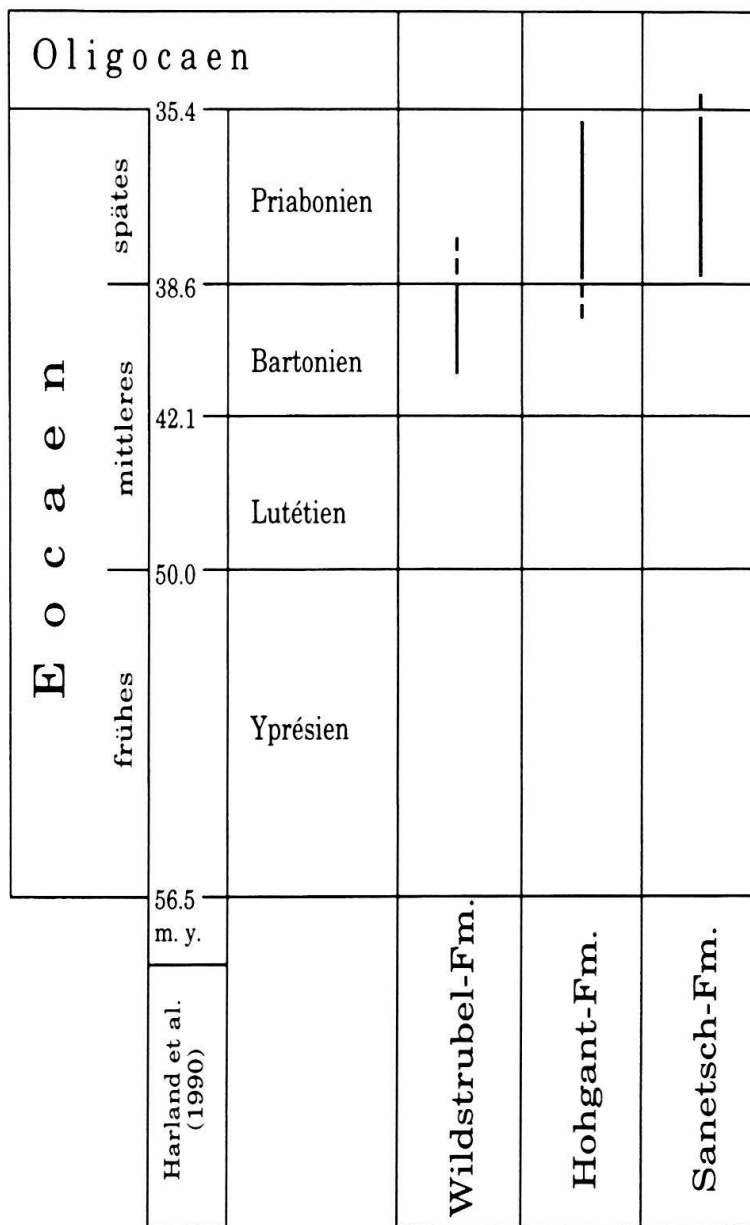 Oligocaen
Eocaen
spätes
mittleres
frühes
35.4
38.6
42.1
50.0
56.5
m. y.
Harland et al.
(1990)
Priabonien
Bartonien
Lutétien
Yprésien
Wildstrubel-Fm.
Hohgant-Fm.
Sanetsch-Fm.